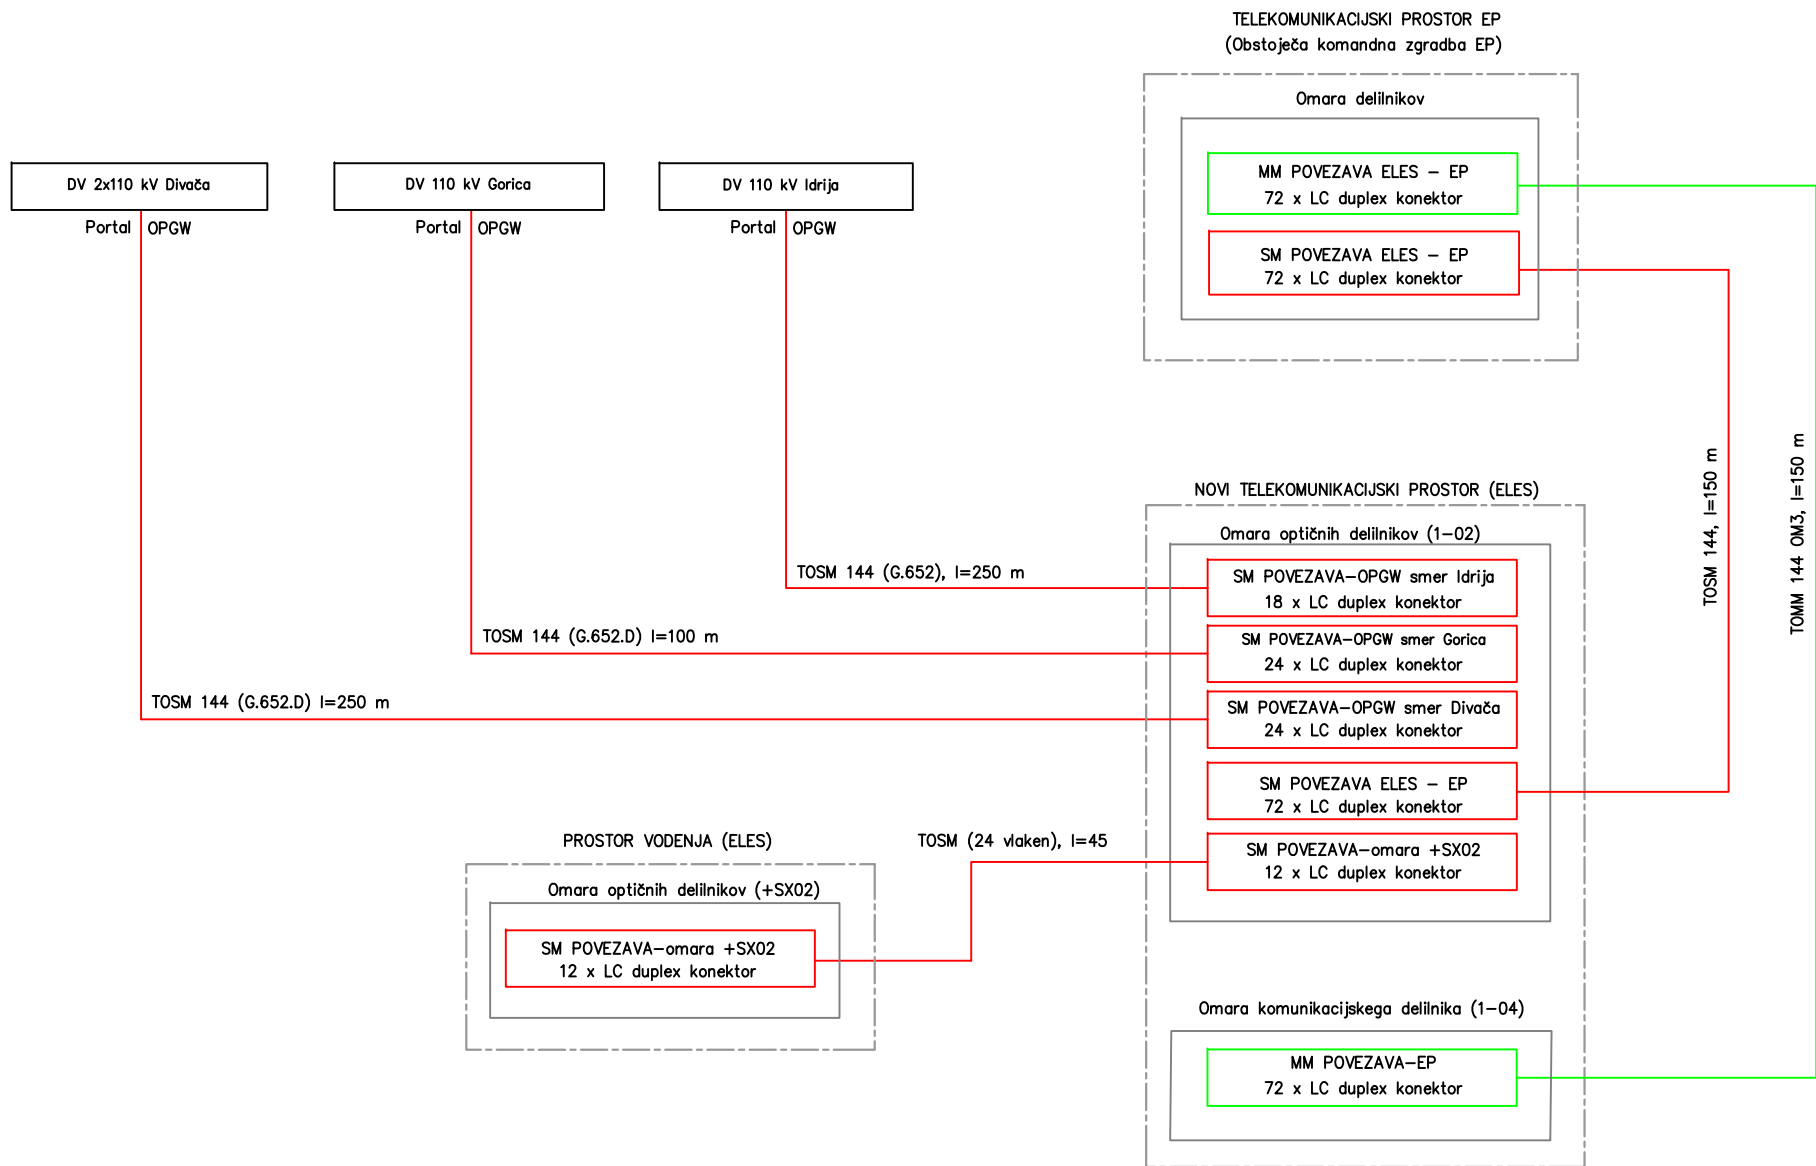 TELEKOMUNIKACIJSKI PROSTOR EP
(Obstoječa komandna zgradba EP)
Omara delilnikov
MM POVEZAVA ELES - EP
72 x LC duplex konektor
SM POVEZAVA ELES - EP
72 x LC duplex konektor
DV 2x110 kV Divača
Portal
OPGW
DV 110 kV Gorica
Portal
OPGW
DV 110 kV Idrija
Portal
OPGW
TOSM 144, l=150 m
TOMM 144 OM3, l=150 m
NOVI TELEKOMUNIKACIJSKI PROSTOR (ELES)
Omara optičnih delilnikov (1-02)
TOSM 144 (G.652), l=250 m
SM POVEZAVA-OPGW smer Idrija
18 x LC duplex konektor
TOSM 144 (G.652.D) l=100 m
SM POVEZAVA-OPGW smer Gorica
24 x LC duplex konektor
TOSM 144 (G.652.D) l=250 m
SM POVEZAVA-OPGW smer Divača
24 x LC duplex konektor
SM POVEZAVA ELES - EP
72 x LC duplex konektor
TOSM (24 vlaken), l=45
SM POVEZAVA-omara +SX02
12 x LC duplex konektor
PROSTOR VODENJA (ELES)
Omara optičnih delilnikov (+SX02)
SM POVEZAVA-omara +SX02
12 x LC duplex konektor
Omara komunikacijskega delilnika (1-04)
MM POVEZAVA-EP
72 x LC duplex konektor